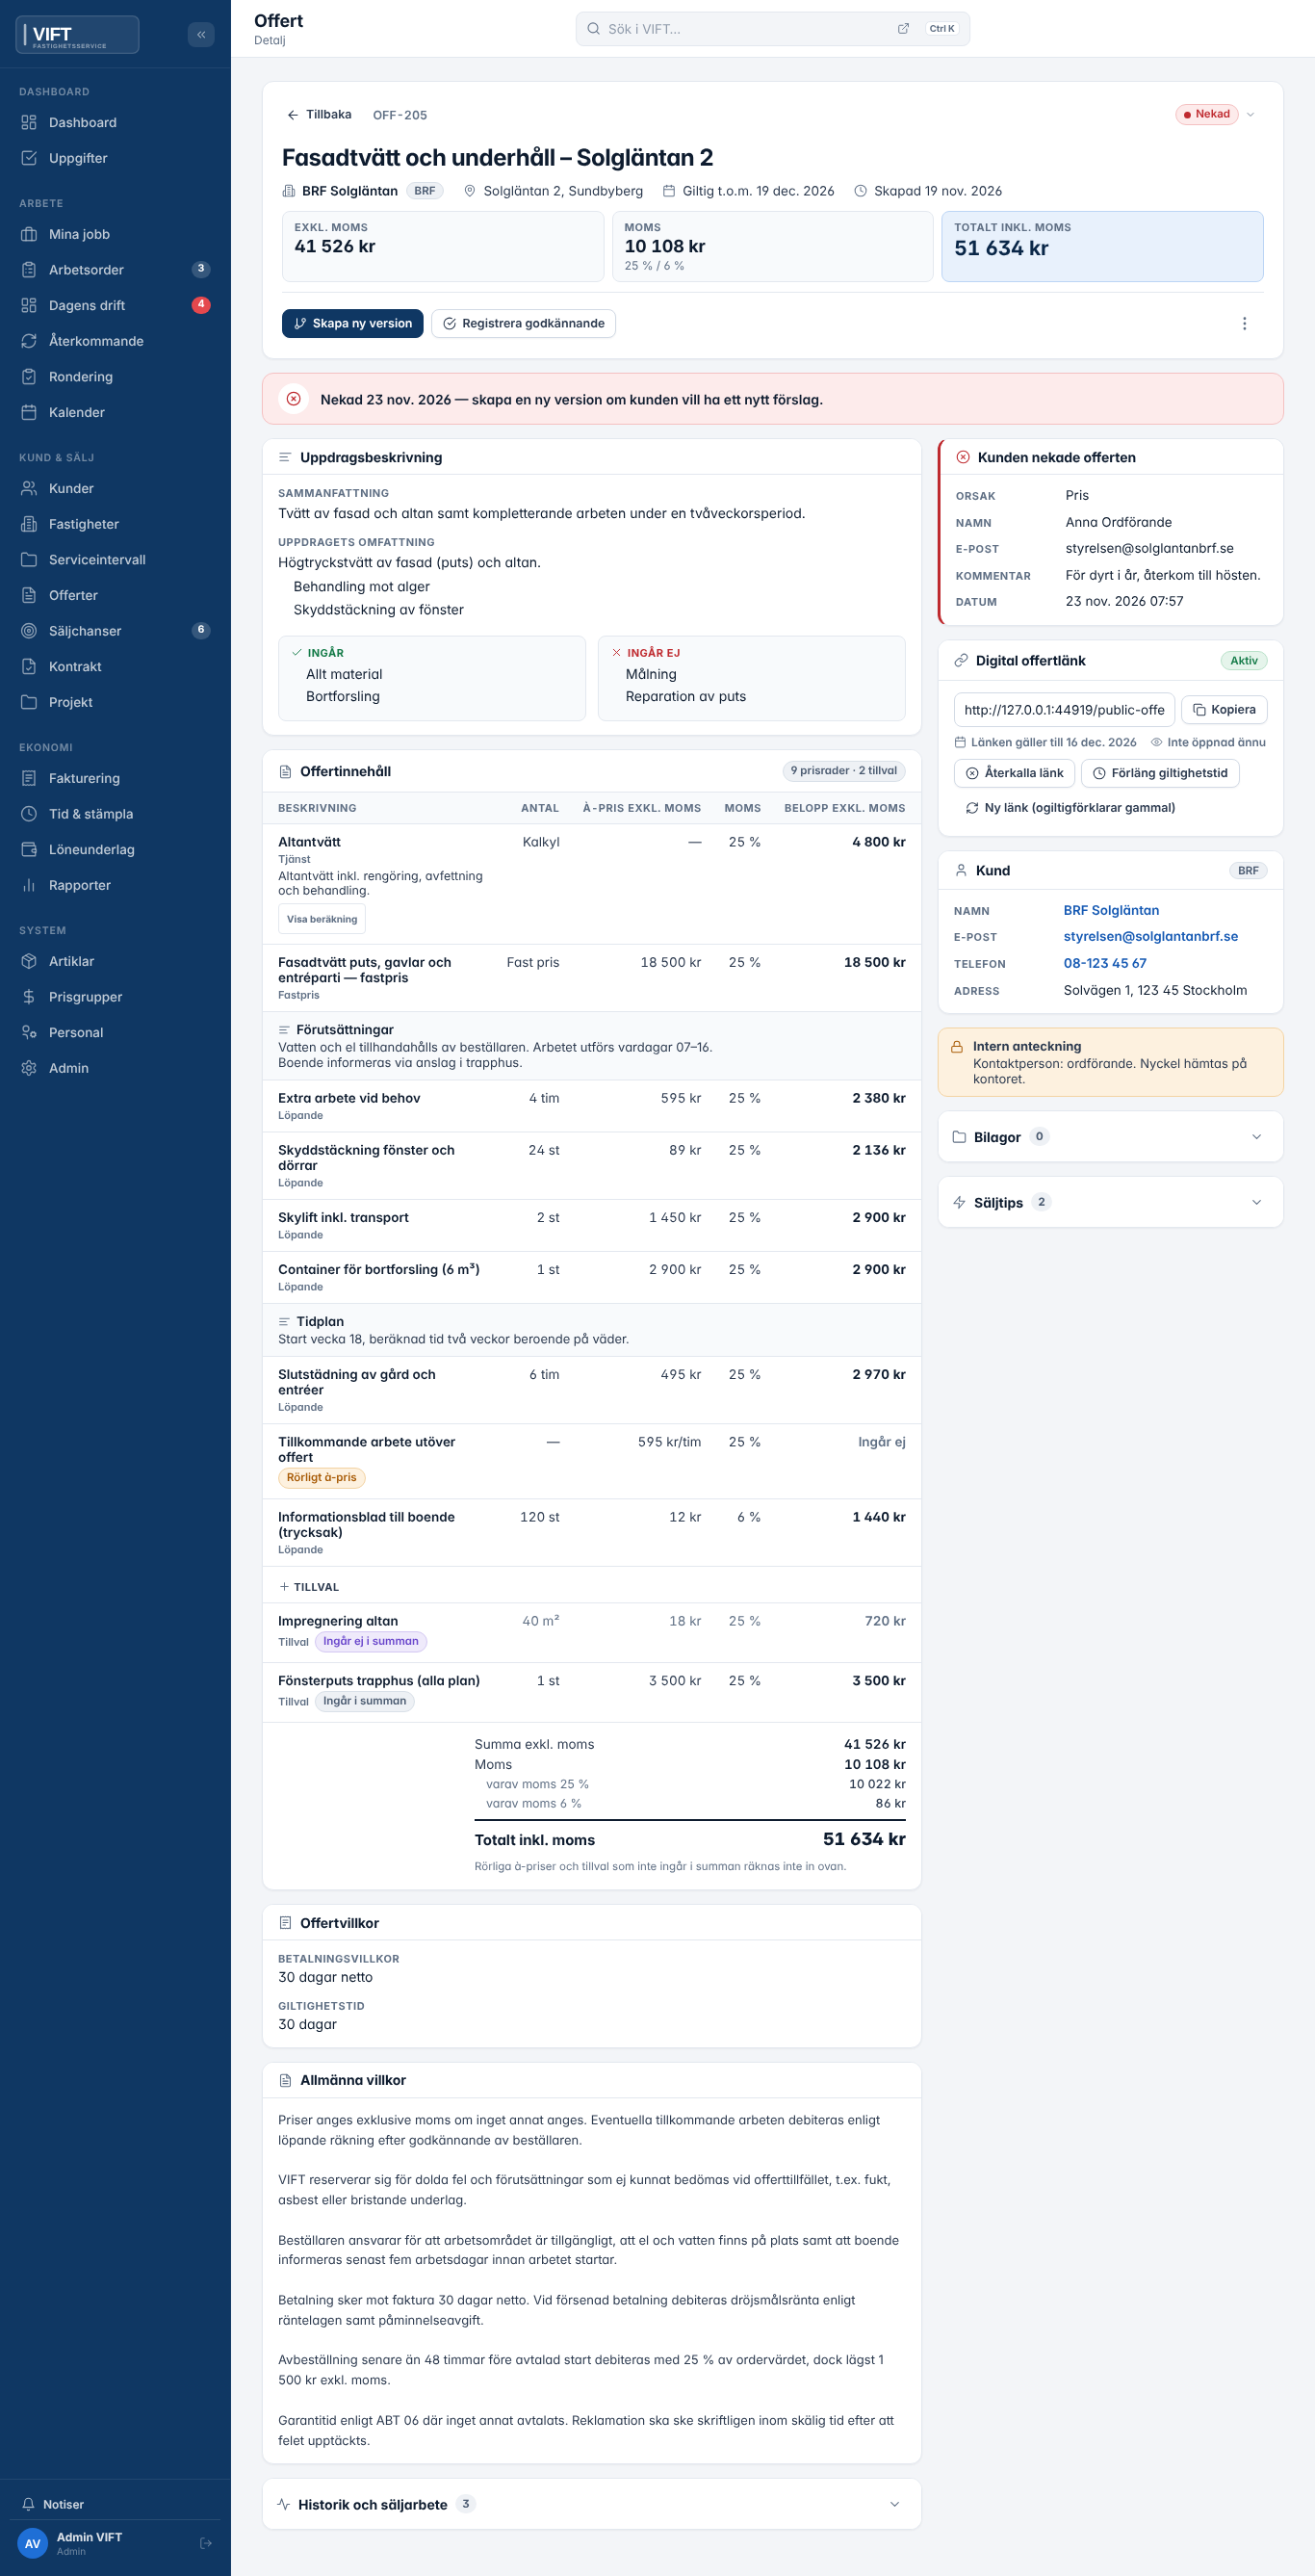 VIFT
FASTIGHETSSERVICE
DASHBOARD
Dashboard
Uppgifter
ARBETE
Mina jobb
Arbetsorder 3
Dagens drift 4
Återkommande
Rondering
Kalender
KUND & SÄLJ
Kunder
Fastigheter
Serviceintervall
Offerter
Säljchanser 6
Kontrakt
Projekt
EKONOMI
Fakturering
Tid & stämpla
Löneunderlag
Rapporter
SYSTEM
Artiklar
Prisgrupper
Personal
Admin
Notiser
AV Admin VIFT
Admin
Offert
Detalj
Sök i VIFT... Ctrl K
Tillbaka OFF-205 Nekad
Fasadtvätt och underhåll – Solgläntan 2
BRF Solgläntan BRF Solgläntan 2, Sundbyberg Giltig t.o.m. 19 dec. 2026 Skapad 19 nov. 2026
EXKL. MOMS
41 526 kr
MOMS
10 108 kr
25 % / 6 %
TOTALT INKL. MOMS
51 634 kr
Skapa ny version Registrera godkännande
Nekad 23 nov. 2026 — skapa en ny version om kunden vill ha ett nytt förslag.
Uppdragsbeskrivning
SAMMANFATTNING
Tvätt av fasad och altan samt kompletterande arbeten under en tvåveckorsperiod.
UPPDRAGETS OMFATTNING
Högtryckstvätt av fasad (puts) och altan.
Behandling mot alger
Skyddstäckning av fönster
INGÅR
Allt material
Bortforsling
INGÅR EJ
Målning
Reparation av puts
Offertinnehåll 9 prisrader · 2 tillval
BESKRIVNING ANTAL À-PRIS EXKL. MOMS MOMS BELOPP EXKL. MOMS
Altantvätt Kalkyl — 25 % 4 800 kr
Tjänst
Altantvätt inkl. rengöring, avfettning
och behandling.
Visa beräkning
Fasadtvätt puts, gavlar och Fast pris 18 500 kr 25 % 18 500 kr
entréparti — fastpris
Fastpris
Förutsättningar
Vatten och el tillhandahålls av beställaren. Arbetet utförs vardagar 07–16.
Boende informeras via anslag i trapphus.
Extra arbete vid behov 4 tim 595 kr 25 % 2 380 kr
Löpande
Skyddstäckning fönster och 24 st 89 kr 25 % 2 136 kr
dörrar
Löpande
Skylift inkl. transport 2 st 1 450 kr 25 % 2 900 kr
Löpande
Container för bortforsling (6 m³) 1 st 2 900 kr 25 % 2 900 kr
Löpande
Tidplan
Start vecka 18, beräknad tid två veckor beroende på väder.
Slutstädning av gård och 6 tim 495 kr 25 % 2 970 kr
entréer
Löpande
Tillkommande arbete utöver — 595 kr/tim 25 % Ingår ej
offert
Rörligt à-pris
Informationsblad till boende 120 st 12 kr 6 % 1 440 kr
(trycksak)
Löpande
TILLVAL
Impregnering altan 40 m² 18 kr 25 % 720 kr
Tillval Ingår ej i summan
Fönsterputs trapphus (alla plan) 1 st 3 500 kr 25 % 3 500 kr
Tillval Ingår i summan
Summa exkl. moms 41 526 kr
Moms 10 108 kr
varav moms 25 % 10 022 kr
varav moms 6 % 86 kr
Totalt inkl. moms 51 634 kr
Rörliga à-priser och tillval som inte ingår i summan räknas inte in ovan.
Offertvillkor
BETALNINGSVILLKOR
30 dagar netto
GILTIGHETSTID
30 dagar
Allmänna villkor
Priser anges exklusive moms om inget annat anges. Eventuella tillkommande arbeten debiteras enligt
löpande räkning efter godkännande av beställaren.
VIFT reserverar sig för dolda fel och förutsättningar som ej kunnat bedömas vid offerttillfället, t.ex. fukt,
asbest eller bristande underlag.
Beställaren ansvarar för att arbetsområdet är tillgängligt, att el och vatten finns på plats samt att boende
informeras senast fem arbetsdagar innan arbetet startar.
Betalning sker mot faktura 30 dagar netto. Vid försenad betalning debiteras dröjsmålsränta enligt
räntelagen samt påminnelseavgift.
Avbeställning senare än 48 timmar före avtalad start debiteras med 25 % av ordervärdet, dock lägst 1
500 kr exkl. moms.
Garantitid enligt ABT 06 där inget annat avtalats. Reklamation ska ske skriftligen inom skälig tid efter att
felet upptäckts.
Historik och säljarbete 3
Kunden nekade offerten
ORSAK Pris
NAMN Anna Ordförande
E-POST styrelsen@solglantanbrf.se
KOMMENTAR För dyrt i år, återkom till hösten.
DATUM 23 nov. 2026 07:57
Digital offertlänk Aktiv
http://127.0.0.1:44919/public-offe Kopiera
Länken gäller till 16 dec. 2026 Inte öppnad ännu
Återkalla länk Förläng giltighetstid
Ny länk (ogiltigförklarar gammal)
Kund BRF
NAMN BRF Solgläntan
E-POST styrelsen@solglantanbrf.se
TELEFON 08-123 45 67
ADRESS Solvägen 1, 123 45 Stockholm
Intern anteckning
Kontaktperson: ordförande. Nyckel hämtas på
kontoret.
Bilagor 0
Säljtips 2